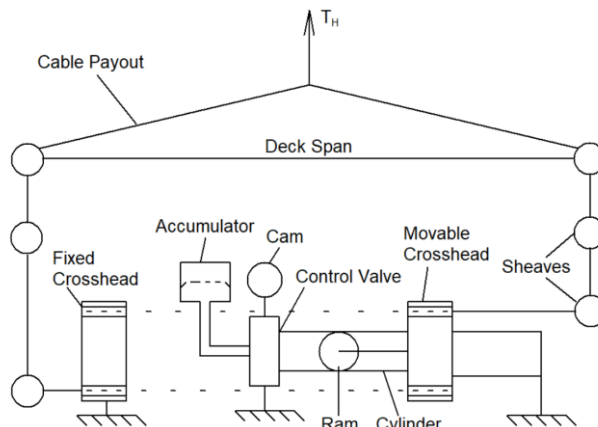 T_H
Cable Payout
Deck Span
Accumulator
Cam
Movable
Crosshead
Fixed
Crosshead
Control Valve
Sheaves
Ram
Cylinder